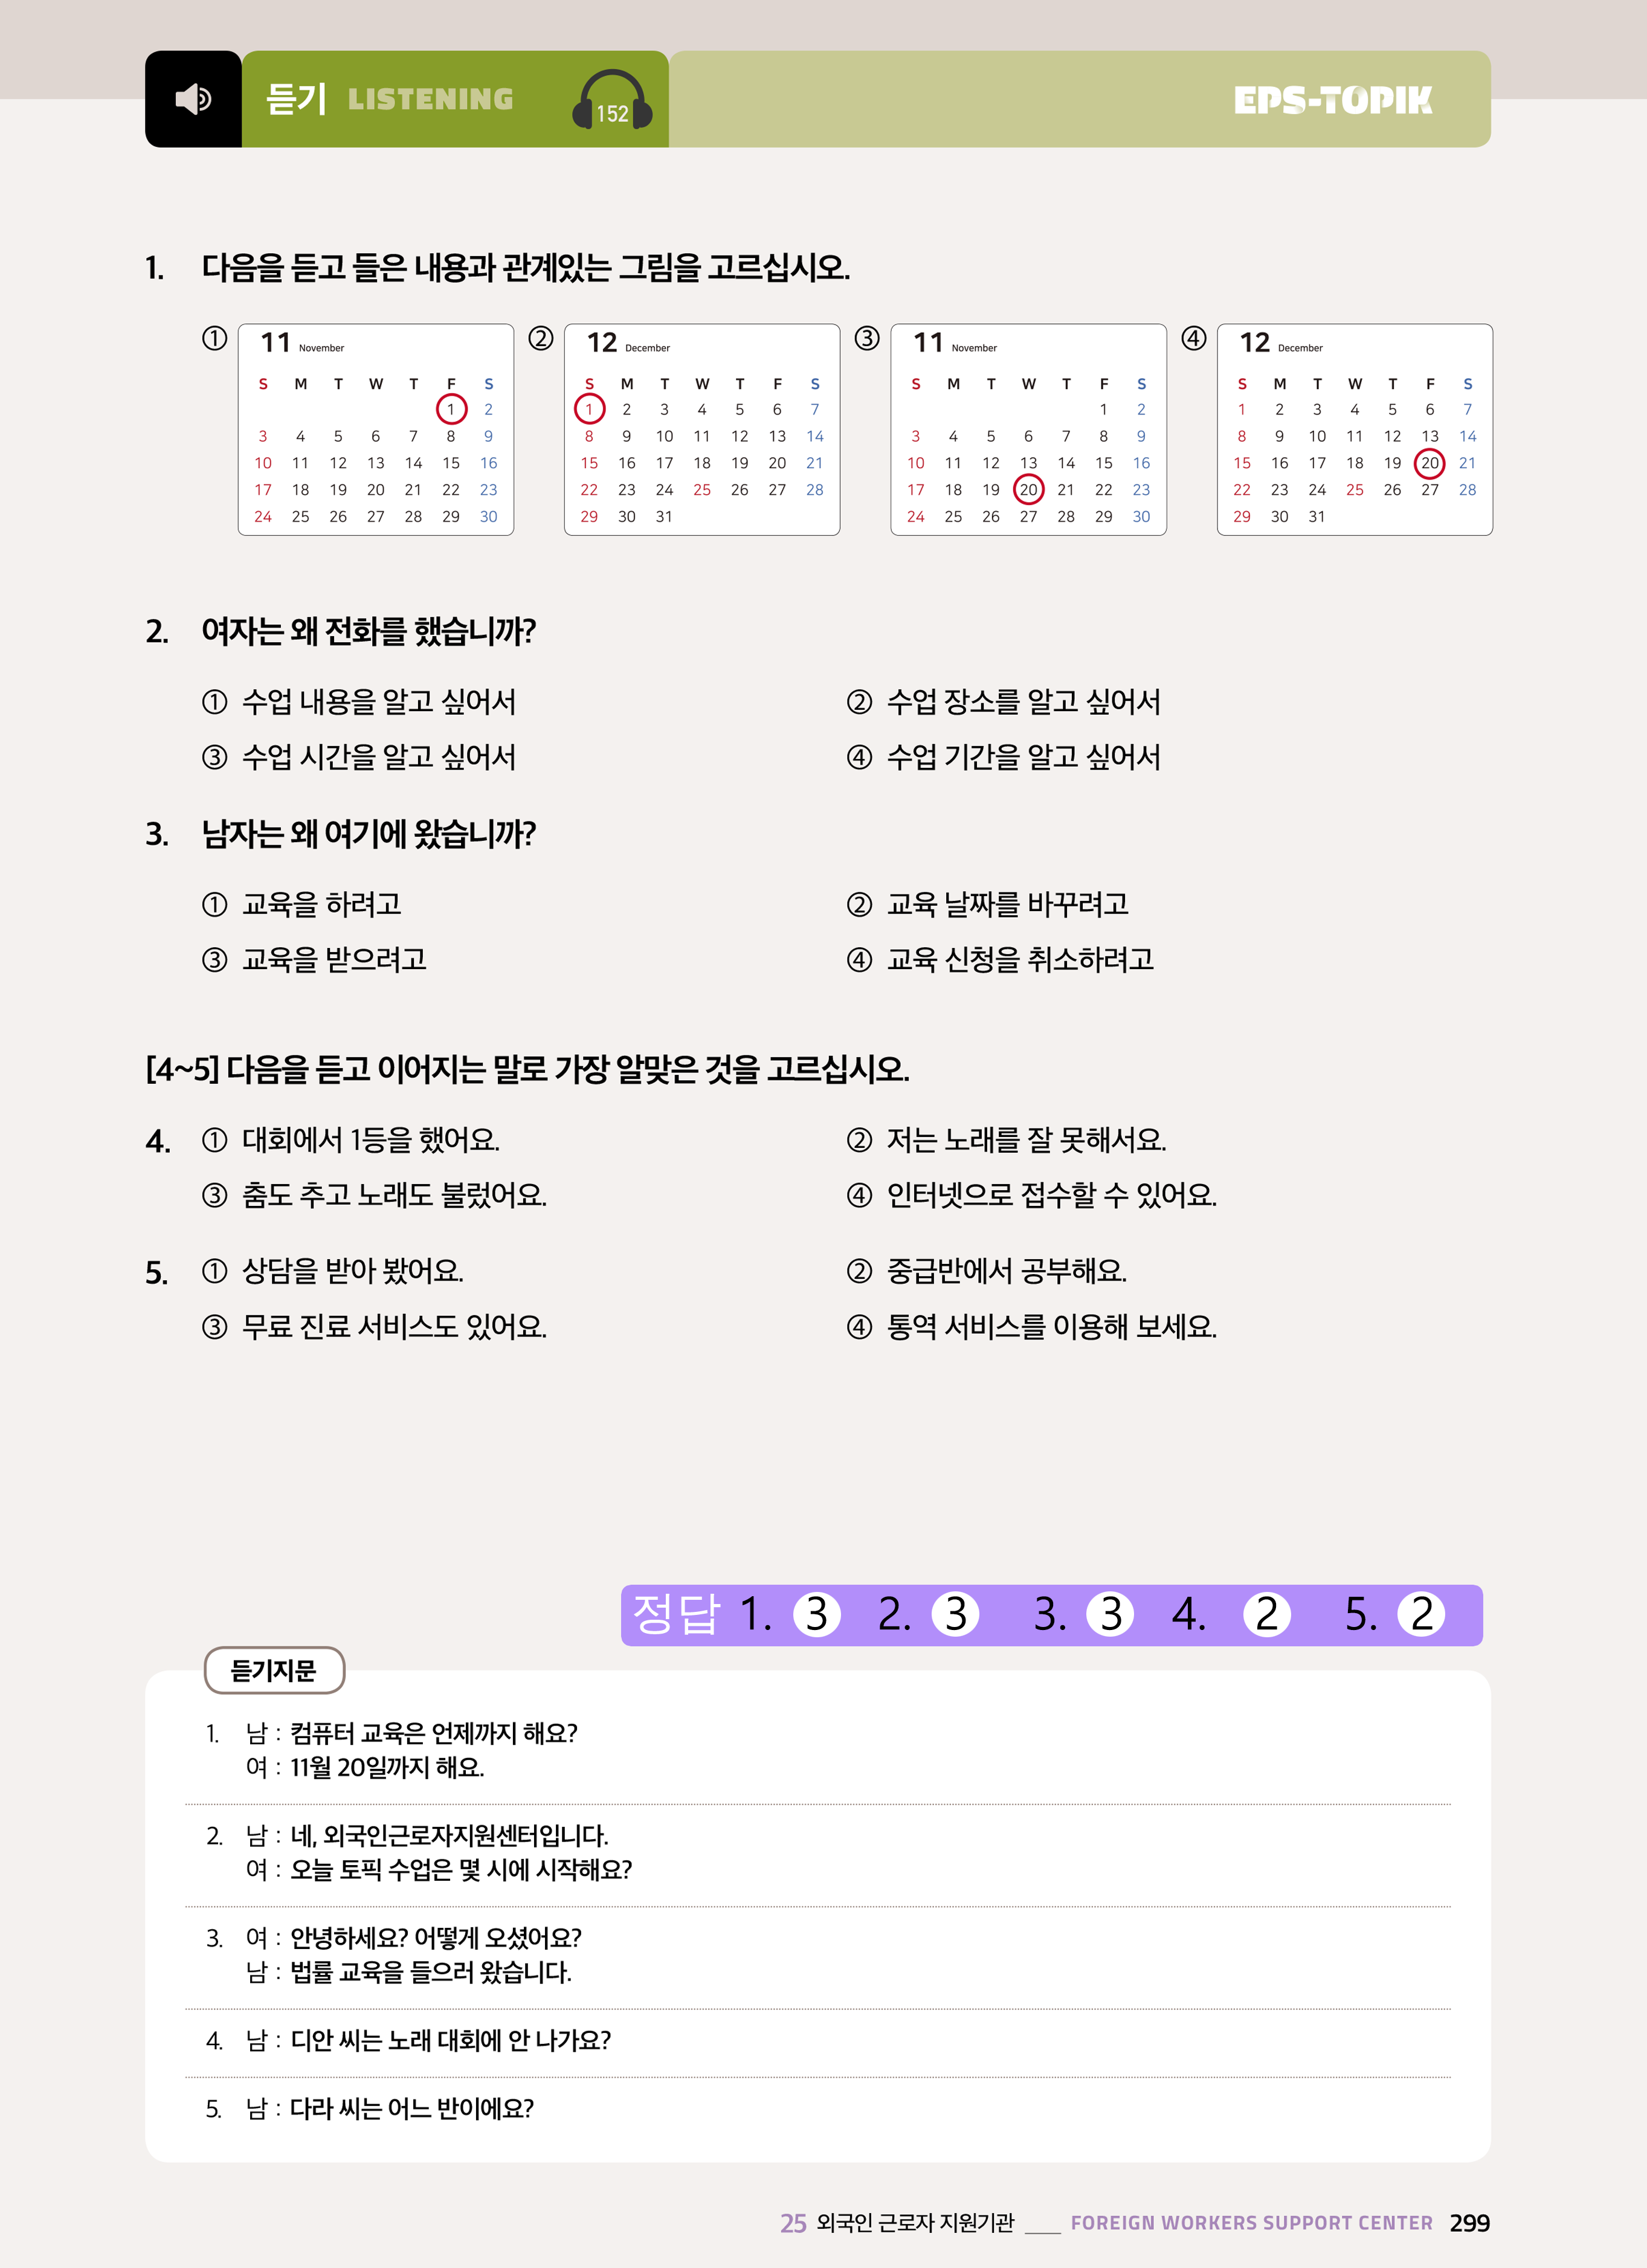 듣기 LISTENING 152 EPS-TOPIK
1. 다음을 듣고 들은 내용과 관계있는 그림을 고르십시오.
①
11 November
S M T W T F S
1 2
3 4 5 6 7 8 9
10 11 12 13 14 15 16
17 18 19 20 21 22 23
24 25 26 27 28 29 30
②
12 December
S M T W T F S
1 2 3 4 5 6 7
8 9 10 11 12 13 14
15 16 17 18 19 20 21
22 23 24 25 26 27 28
29 30 31
③
11 November
S M T W T F S
1 2
3 4 5 6 7 8 9
10 11 12 13 14 15 16
17 18 19 20 21 22 23
24 25 26 27 28 29 30
④
12 December
S M T W T F S
1 2 3 4 5 6 7
8 9 10 11 12 13 14
15 16 17 18 19 20 21
22 23 24 25 26 27 28
29 30 31
2. 여자는 왜 전화를 했습니까?
① 수업 내용을 알고 싶어서 ② 수업 장소를 알고 싶어서
③ 수업 시간을 알고 싶어서 ④ 수업 기간을 알고 싶어서
3. 남자는 왜 여기에 왔습니까?
① 교육을 하려고 ② 교육 날짜를 바꾸려고
③ 교육을 받으려고 ④ 교육 신청을 취소하려고
[4~5] 다음을 듣고 이어지는 말로 가장 알맞은 것을 고르십시오.
4. ① 대회에서 1등을 했어요. ② 저는 노래를 잘 못해서요.
③ 춤도 추고 노래도 불렀어요. ④ 인터넷으로 접수할 수 있어요.
5. ① 상담을 받아 봤어요. ② 중급반에서 공부해요.
③ 무료 진료 서비스도 있어요. ④ 통역 서비스를 이용해 보세요.
정답 1. 3 2. 3 3. 3 4. 2 5. 2
듣기지문
1. 남 : 컴퓨터 교육은 언제까지 해요?
여 : 11월 20일까지 해요.
2. 남 : 네, 외국인근로자지원센터입니다.
여 : 오늘 토픽 수업은 몇 시에 시작해요?
3. 여 : 안녕하세요? 어떻게 오셨어요?
남 : 법률 교육을 들으러 왔습니다.
4. 남 : 디안 씨는 노래 대회에 안 나가요?
5. 남 : 다라 씨는 어느 반이에요?
25 외국인 근로자 지원기관 ___ FOREIGN WORKERS SUPPORT CENTER 299